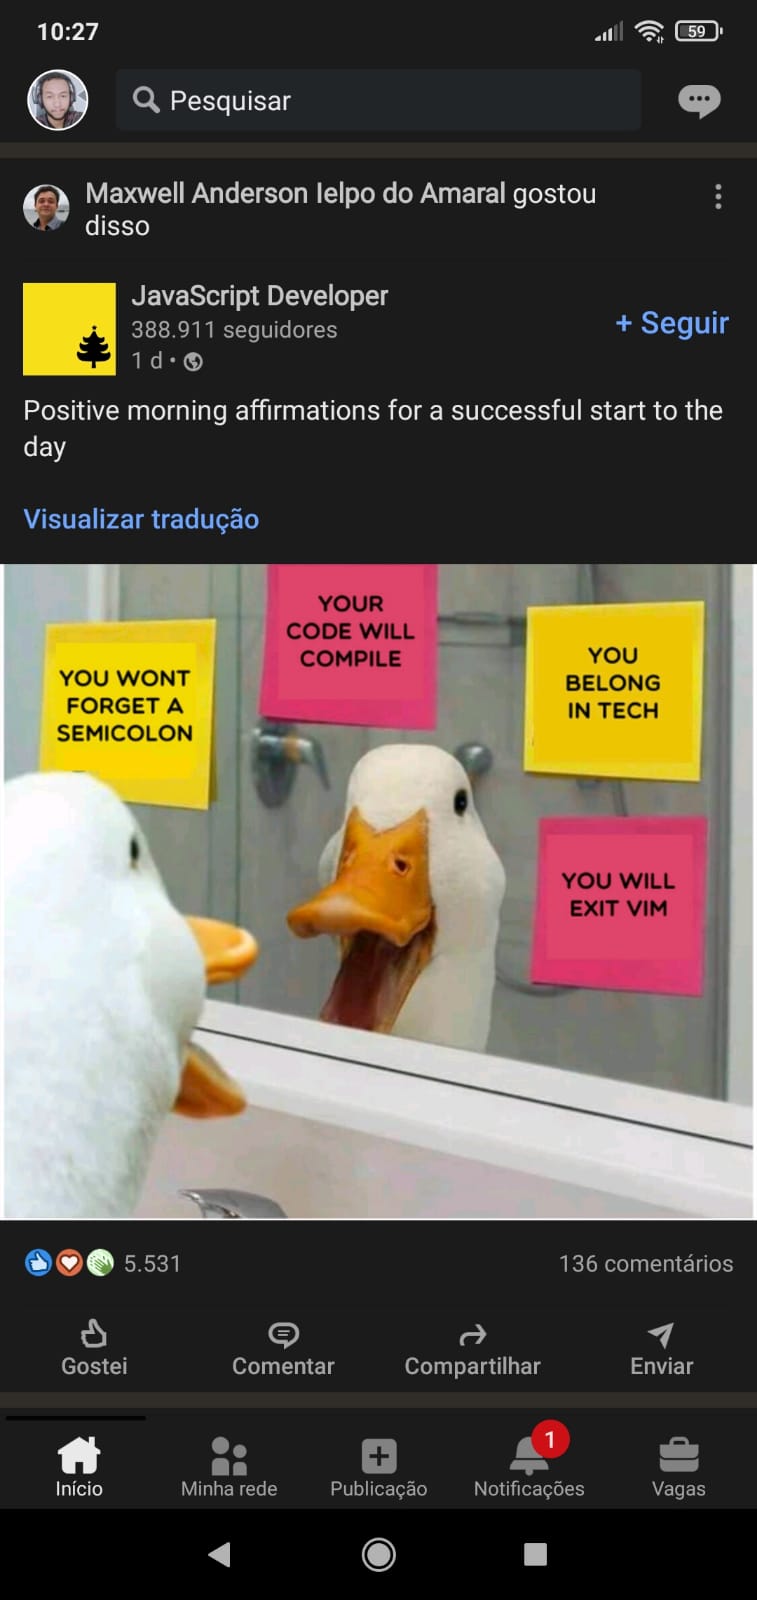 10:27
59
Pesquisar
Maxwell Anderson Ielpo do Amaral gostou
disso
JavaScript Developer
388.911 seguidores
+ Seguir
1 d •
Positive morning affirmations for a successful start to the
day
Visualizar tradução
YOU WONT
FORGET A
SEMICOLON
YOUR
CODE WILL
COMPILE
YOU
BELONG
IN TECH
YOU WILL
EXIT VIM
5.531
136 comentários
Gostei
Comentar
Compartilhar
Enviar
1
Início
Minha rede
Publicação
Notificações
Vagas